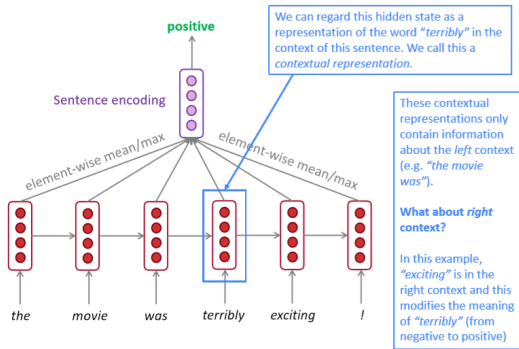 positive
We can regard this hidden state as a
representation of the word “terribly” in the
context of this sentence. We call this a
contextual representation.
Sentence encoding
element-wise mean/max
element-wise mean/max
These contextual
representations only
contain information
about the left context
(e.g. “the movie
was”).
What about right
context?
In this example,
“exciting” is in the
right context and this
modifies the meaning
of “terribly” (from
negative to positive)
the movie was terribly exciting !